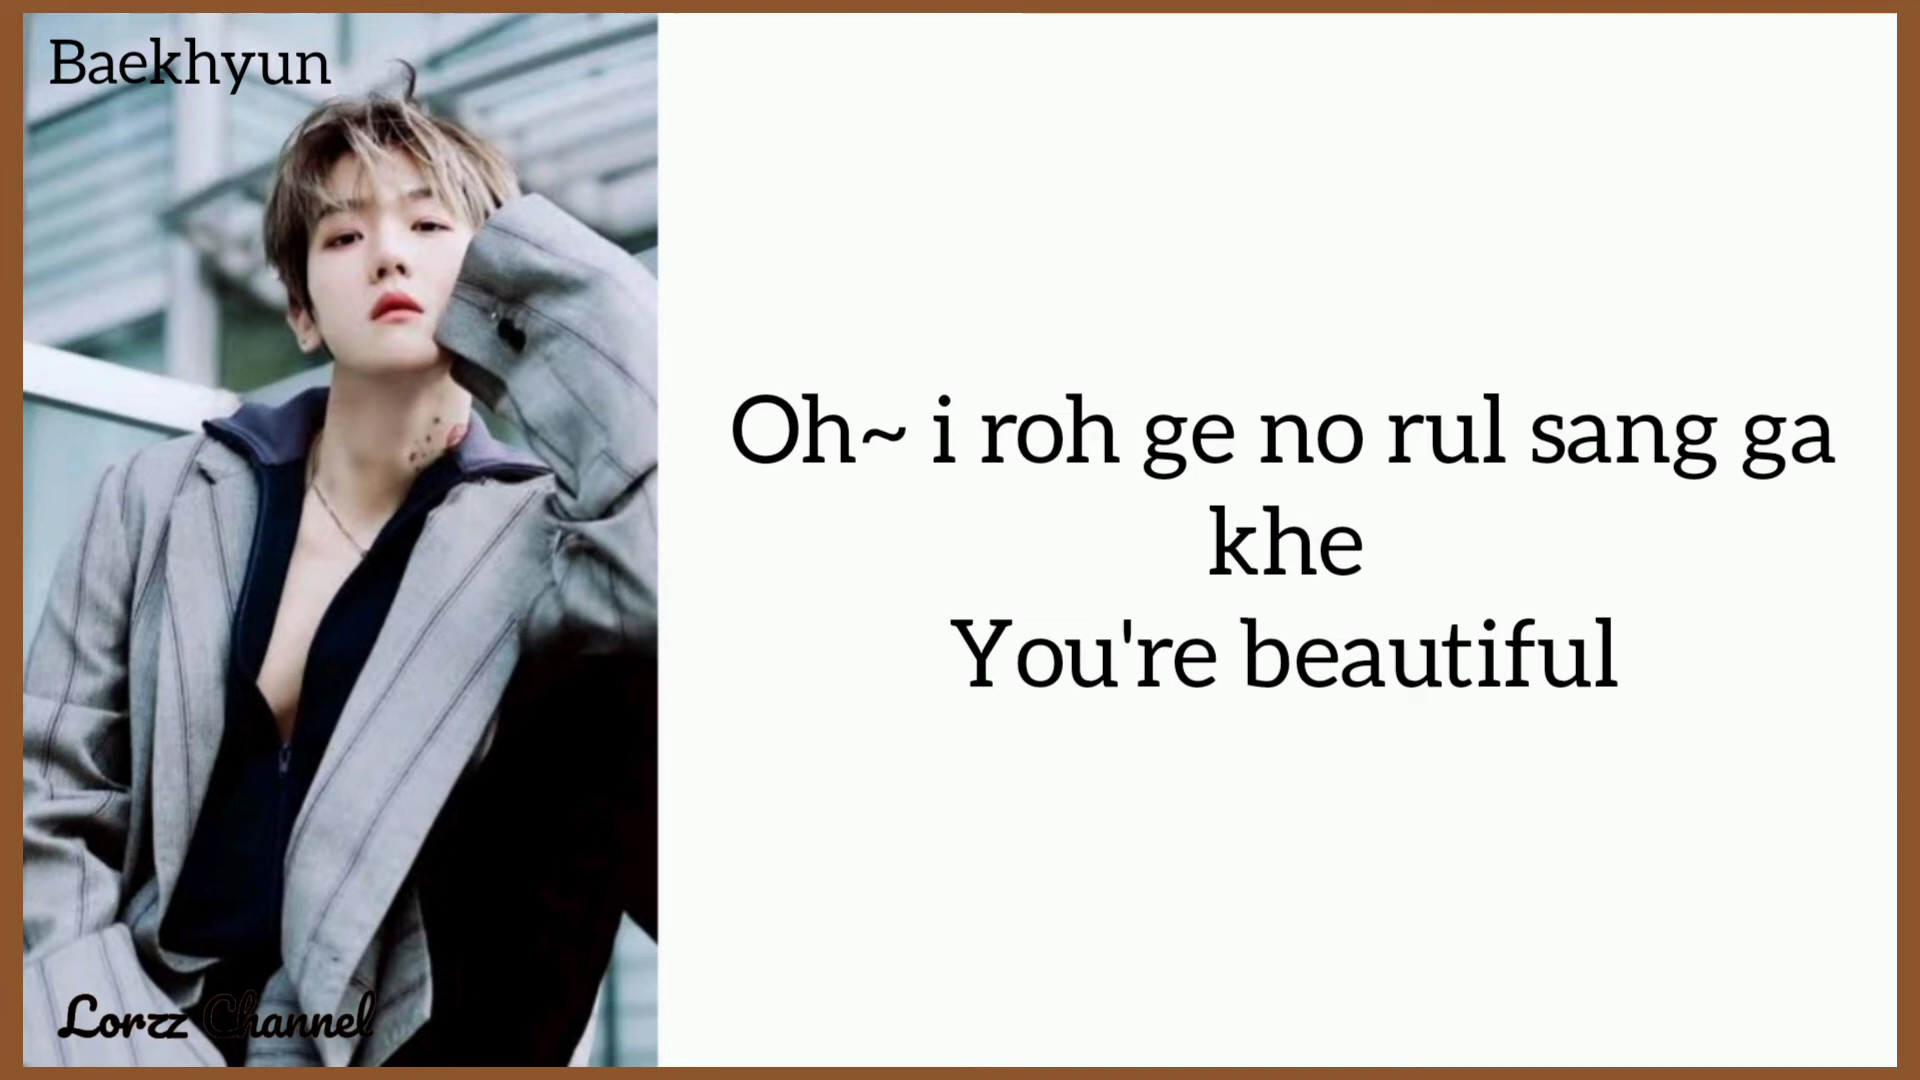 Baekhyun
Oh~ i roh ge no rul sang ga
khe
You're beautiful
Lorzz Channel